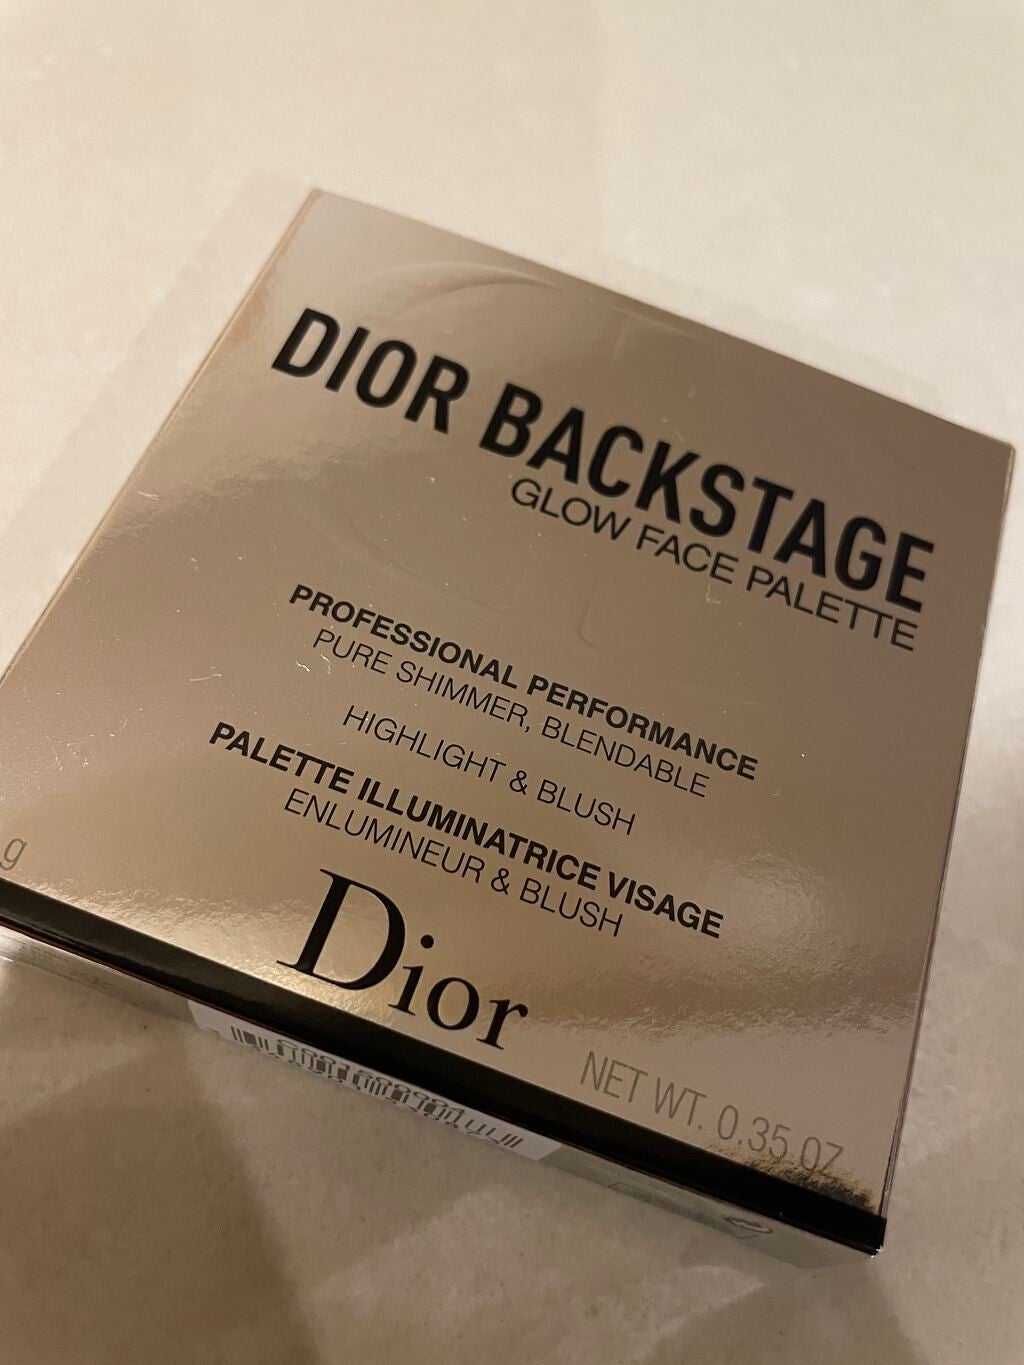 DIOR BACKSTAGE
GLOW FACE PALETTE
PROFESSIONAL PERFORMANCE
PURE SHIMMER, BLENDABLE
HIGHLIGHT & BLUSH
PALETTE ILLUMINATRICE VISAGE
ENLUMINEUR & BLUSH
g
Dior
NET WT. 0.35 OZ